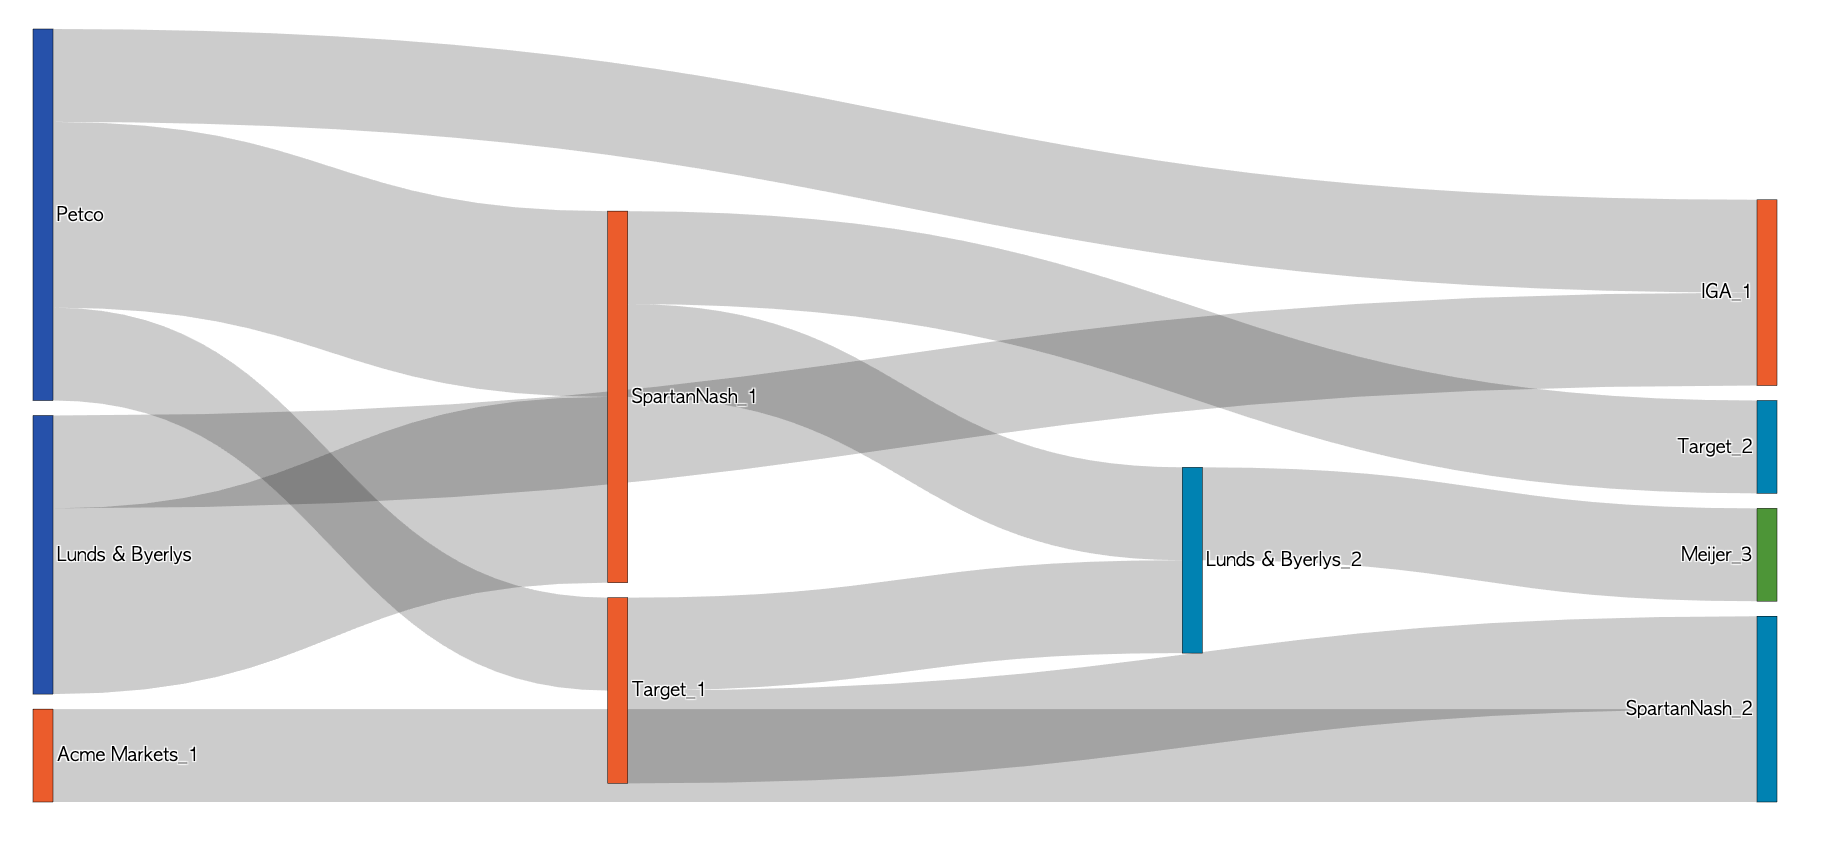 Petco
IGA_1
SpartanNash_1
Target_2
Lunds & Byerlys
Lunds & Byerlys_2
Meijer_3
Target_1
SpartanNash_2
Acme Markets_1